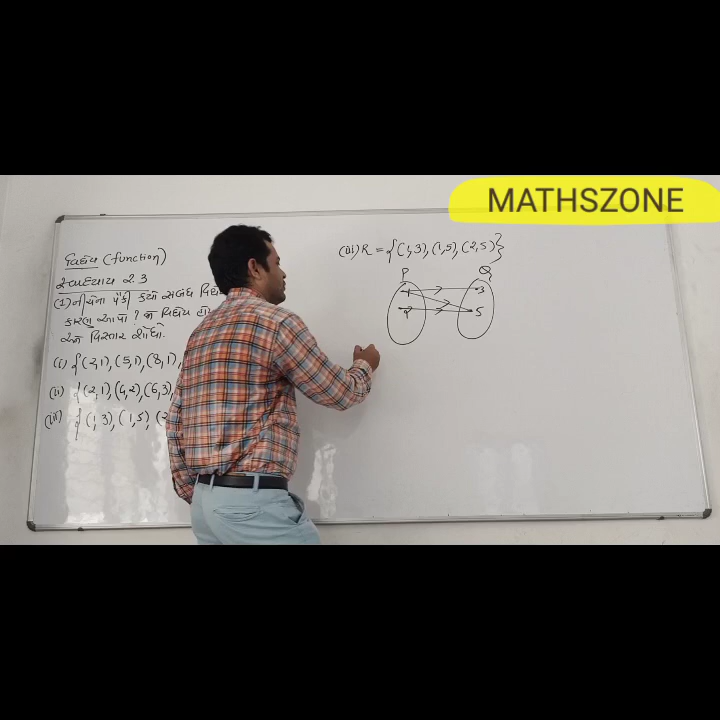 MATHSZONE
વિધેય (function)
સ્વાધ્યાય 2.3
(1) નીચેના પૈકી કયો સંબંધ
કારણ આપો? જો વિધેય હો
વિસ્તાર શોધો.
(i) {(2,1),(5,1),(8,1),
(ii) {(2,1),(4,2),(6,3),
(iii) {(1,3),(1,5),(2
(iii) R = {(1,3),(1,5),(2,5)}
P Q
1 3
2 5